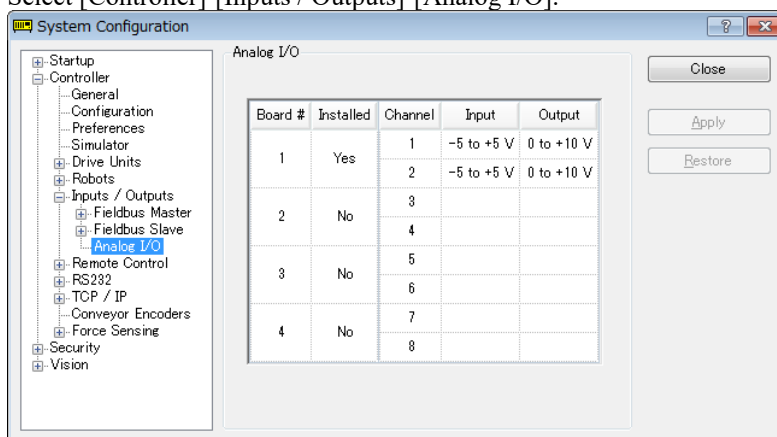 Select [Controller]-[Inputs / Outputs]-[Analog I/O].
System Configuration
Startup
Controller
General
Configuration
Preferences
Simulator
Drive Units
Robots
Inputs / Outputs
Fieldbus Master
Fieldbus Slave
Analog I/O
Remote Control
RS232
TCP / IP
Conveyor Encoders
Force Sensing
Security
Vision
Analog I/O
Board # Installed Channel Input Output
1 Yes 1 -5 to +5 V 0 to +10 V
2 -5 to +5 V 0 to +10 V
2 No 3
4
3 No 5
6
4 No 7
8
Close
Apply
Restore